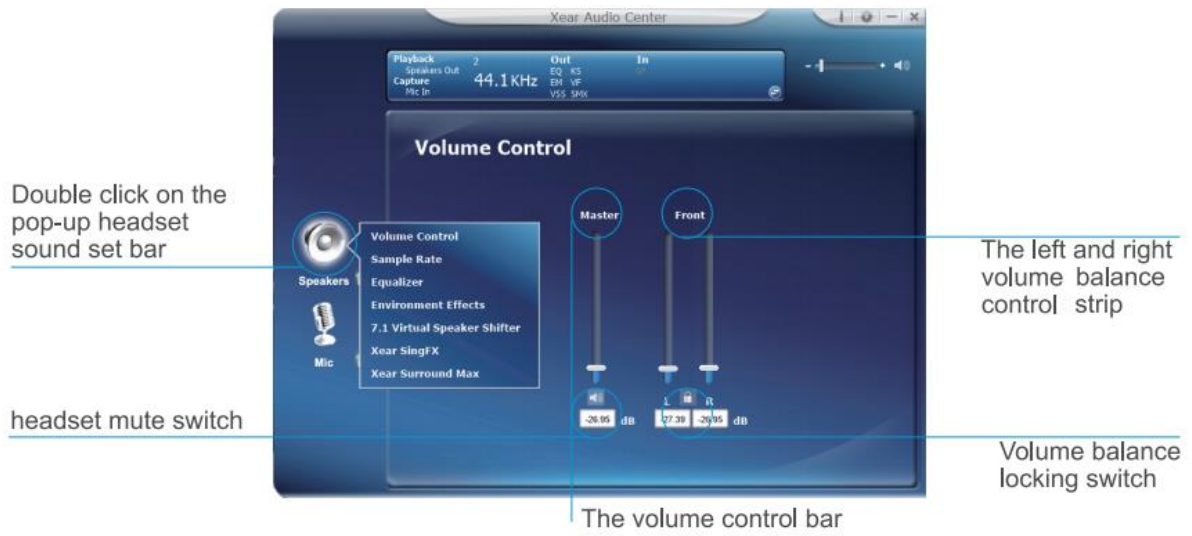 Xear Audio Center
Playback
2
Out
In
Speakers Out
EQ KS
Capture
44.1KHz
EM VF
Mic In
VSS SMX
Volume Control
Double click on the
pop-up headset
sound set bar
Master
Front
The left and right
volume balance
control strip
Speakers
Volume Control
Sample Rate
Equalizer
Environment Effects
7.1 Virtual Speaker Shifter
Xear SingFX
Xear Surround Max
Mic
L R
-26.95 dB
-27.39 -26.95 dB
headset mute switch
Volume balance
locking switch
The volume control bar